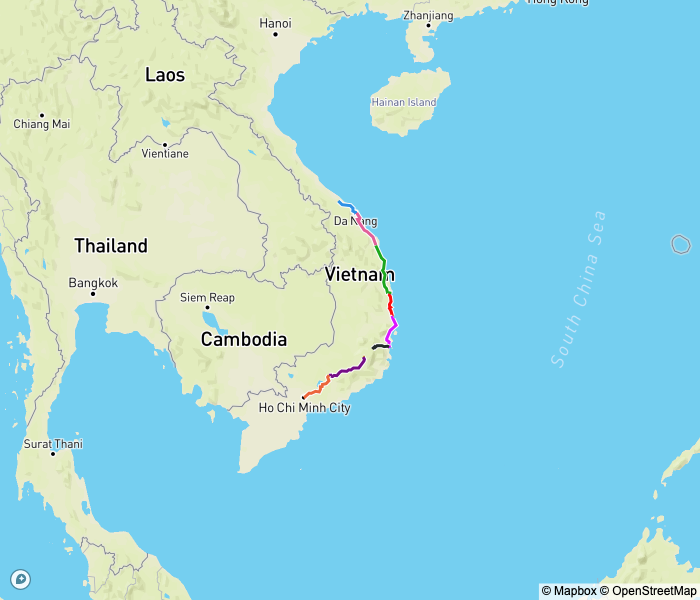 Hong Kong
Zhanjiang
Hanoi
Laos
Hainan Island
Chiang Mai
Vientiane
Da Nang
South China Sea
Thailand
Vietnam
Bangkok
Siem Reap
Cambodia
Ho Chi Minh City
Surat Thani
© Mapbox © OpenStreetMap